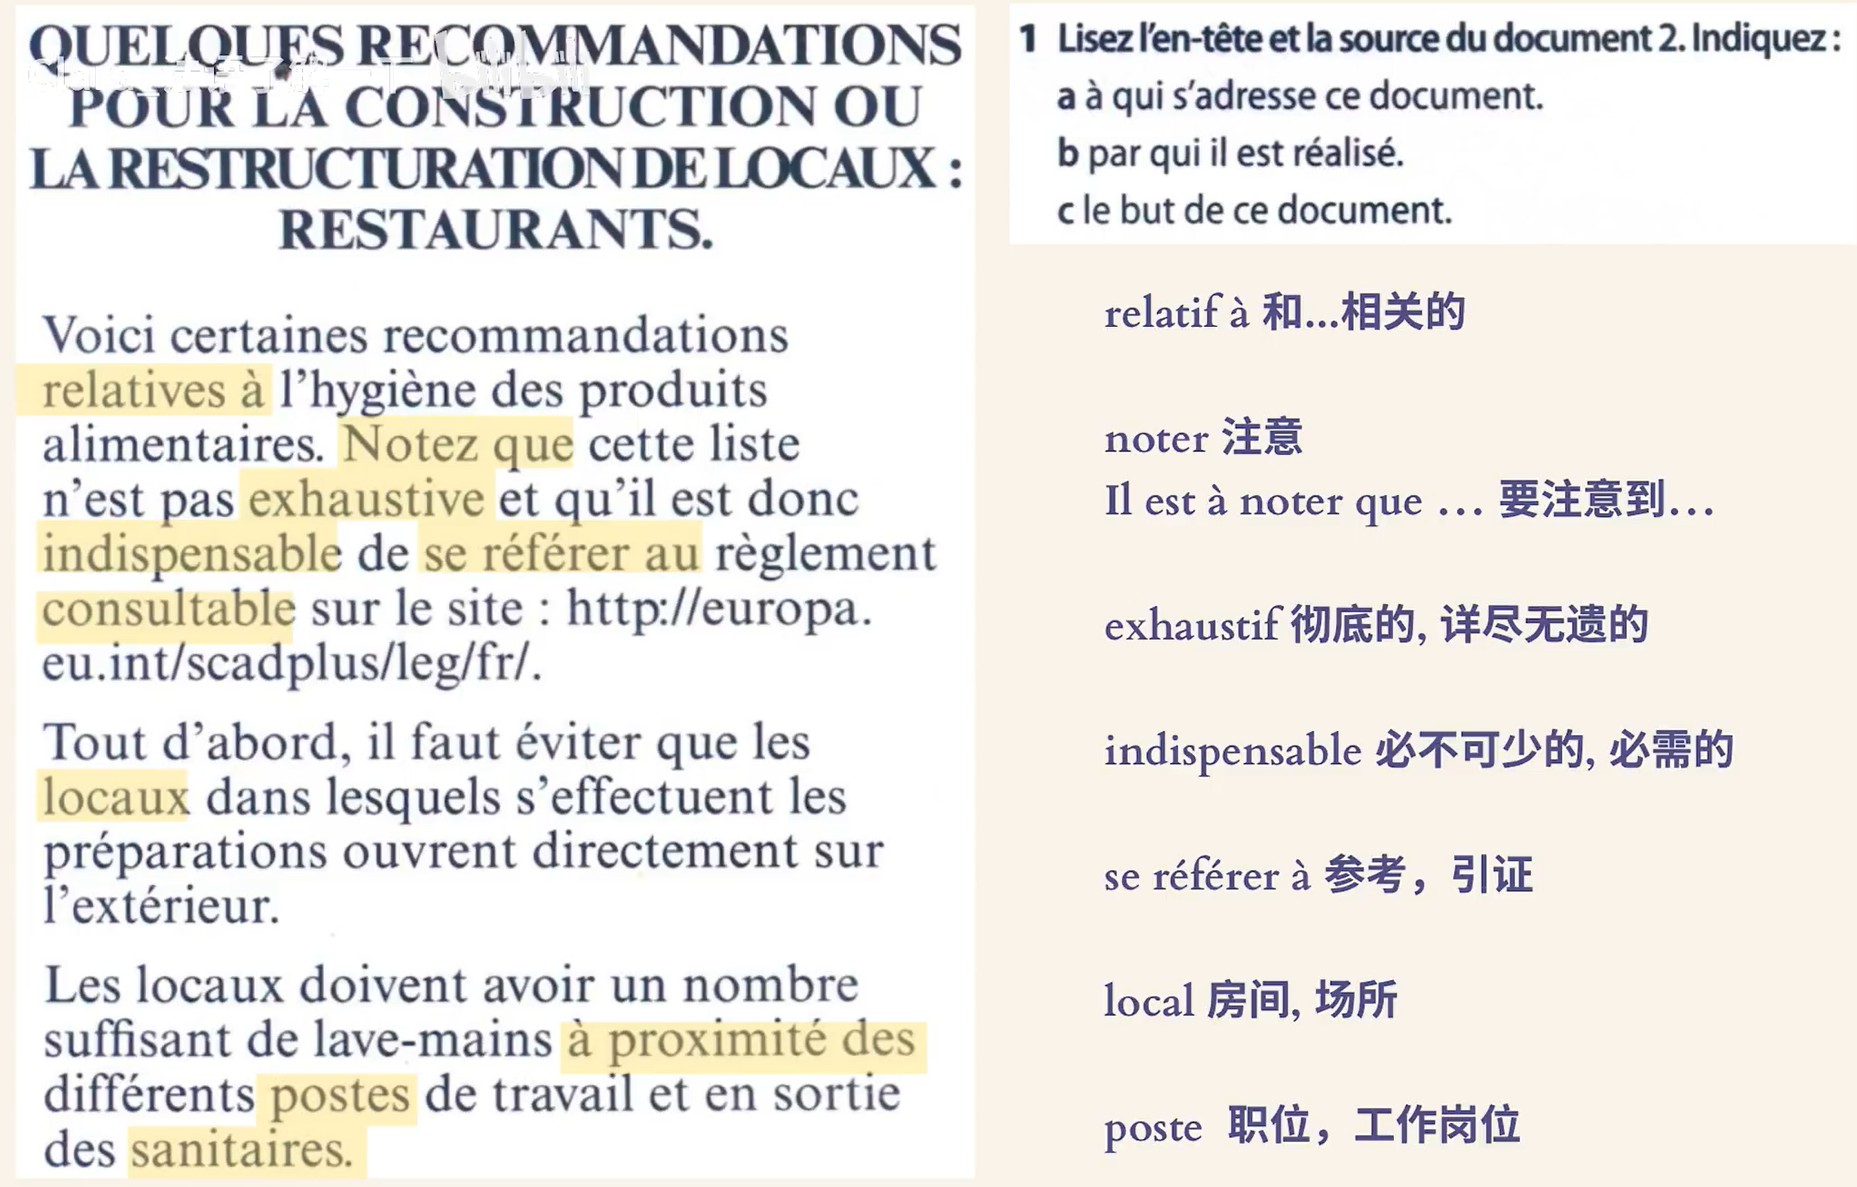 QUELQUES RECOMMANDATIONS
POUR LA CONSTRUCTION OU
LA RESTRUCTURATION DE LOCAUX :
RESTAURANTS.
Voici certaines recommandations
relatives à l'hygiène des produits
alimentaires. Notez que cette liste
n'est pas exhaustive et qu'il est donc
indispensable de se référer au règlement
consultable sur le site : http://europa.
eu.int/scadplus/leg/fr/.
Tout d'abord, il faut éviter que les
locaux dans lesquels s'effectuent les
préparations ouvrent directement sur
l'extérieur.
Les locaux doivent avoir un nombre
suffisant de lave-mains à proximité des
différents postes de travail et en sortie
des sanitaires.
1 Lisez l'en-tête et la source du document 2. Indiquez :
a à qui s'adresse ce document.
b par qui il est réalisé.
c le but de ce document.
relatif à 和...相关的
noter 注意
Il est à noter que … 要注意到…
exhaustif 彻底的, 详尽无遗的
indispensable 必不可少的, 必需的
se référer à 参考，引证
local 房间, 场所
poste 职位，工作岗位
bilibili